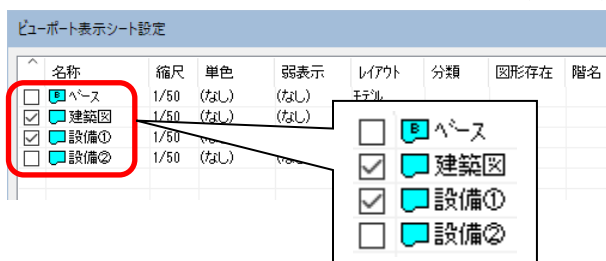 ビューポート表示シート設定
名称 縮尺 単色 弱表示 レイアウト 分類 図形存在 階名
B ベース 1/50 (なし) (なし) モデル
建築図 1/50 (なし) (なし)
設備① 1/50 (なし)
設備② 1/50 (なし)
B ベース
建築図
設備①
設備②